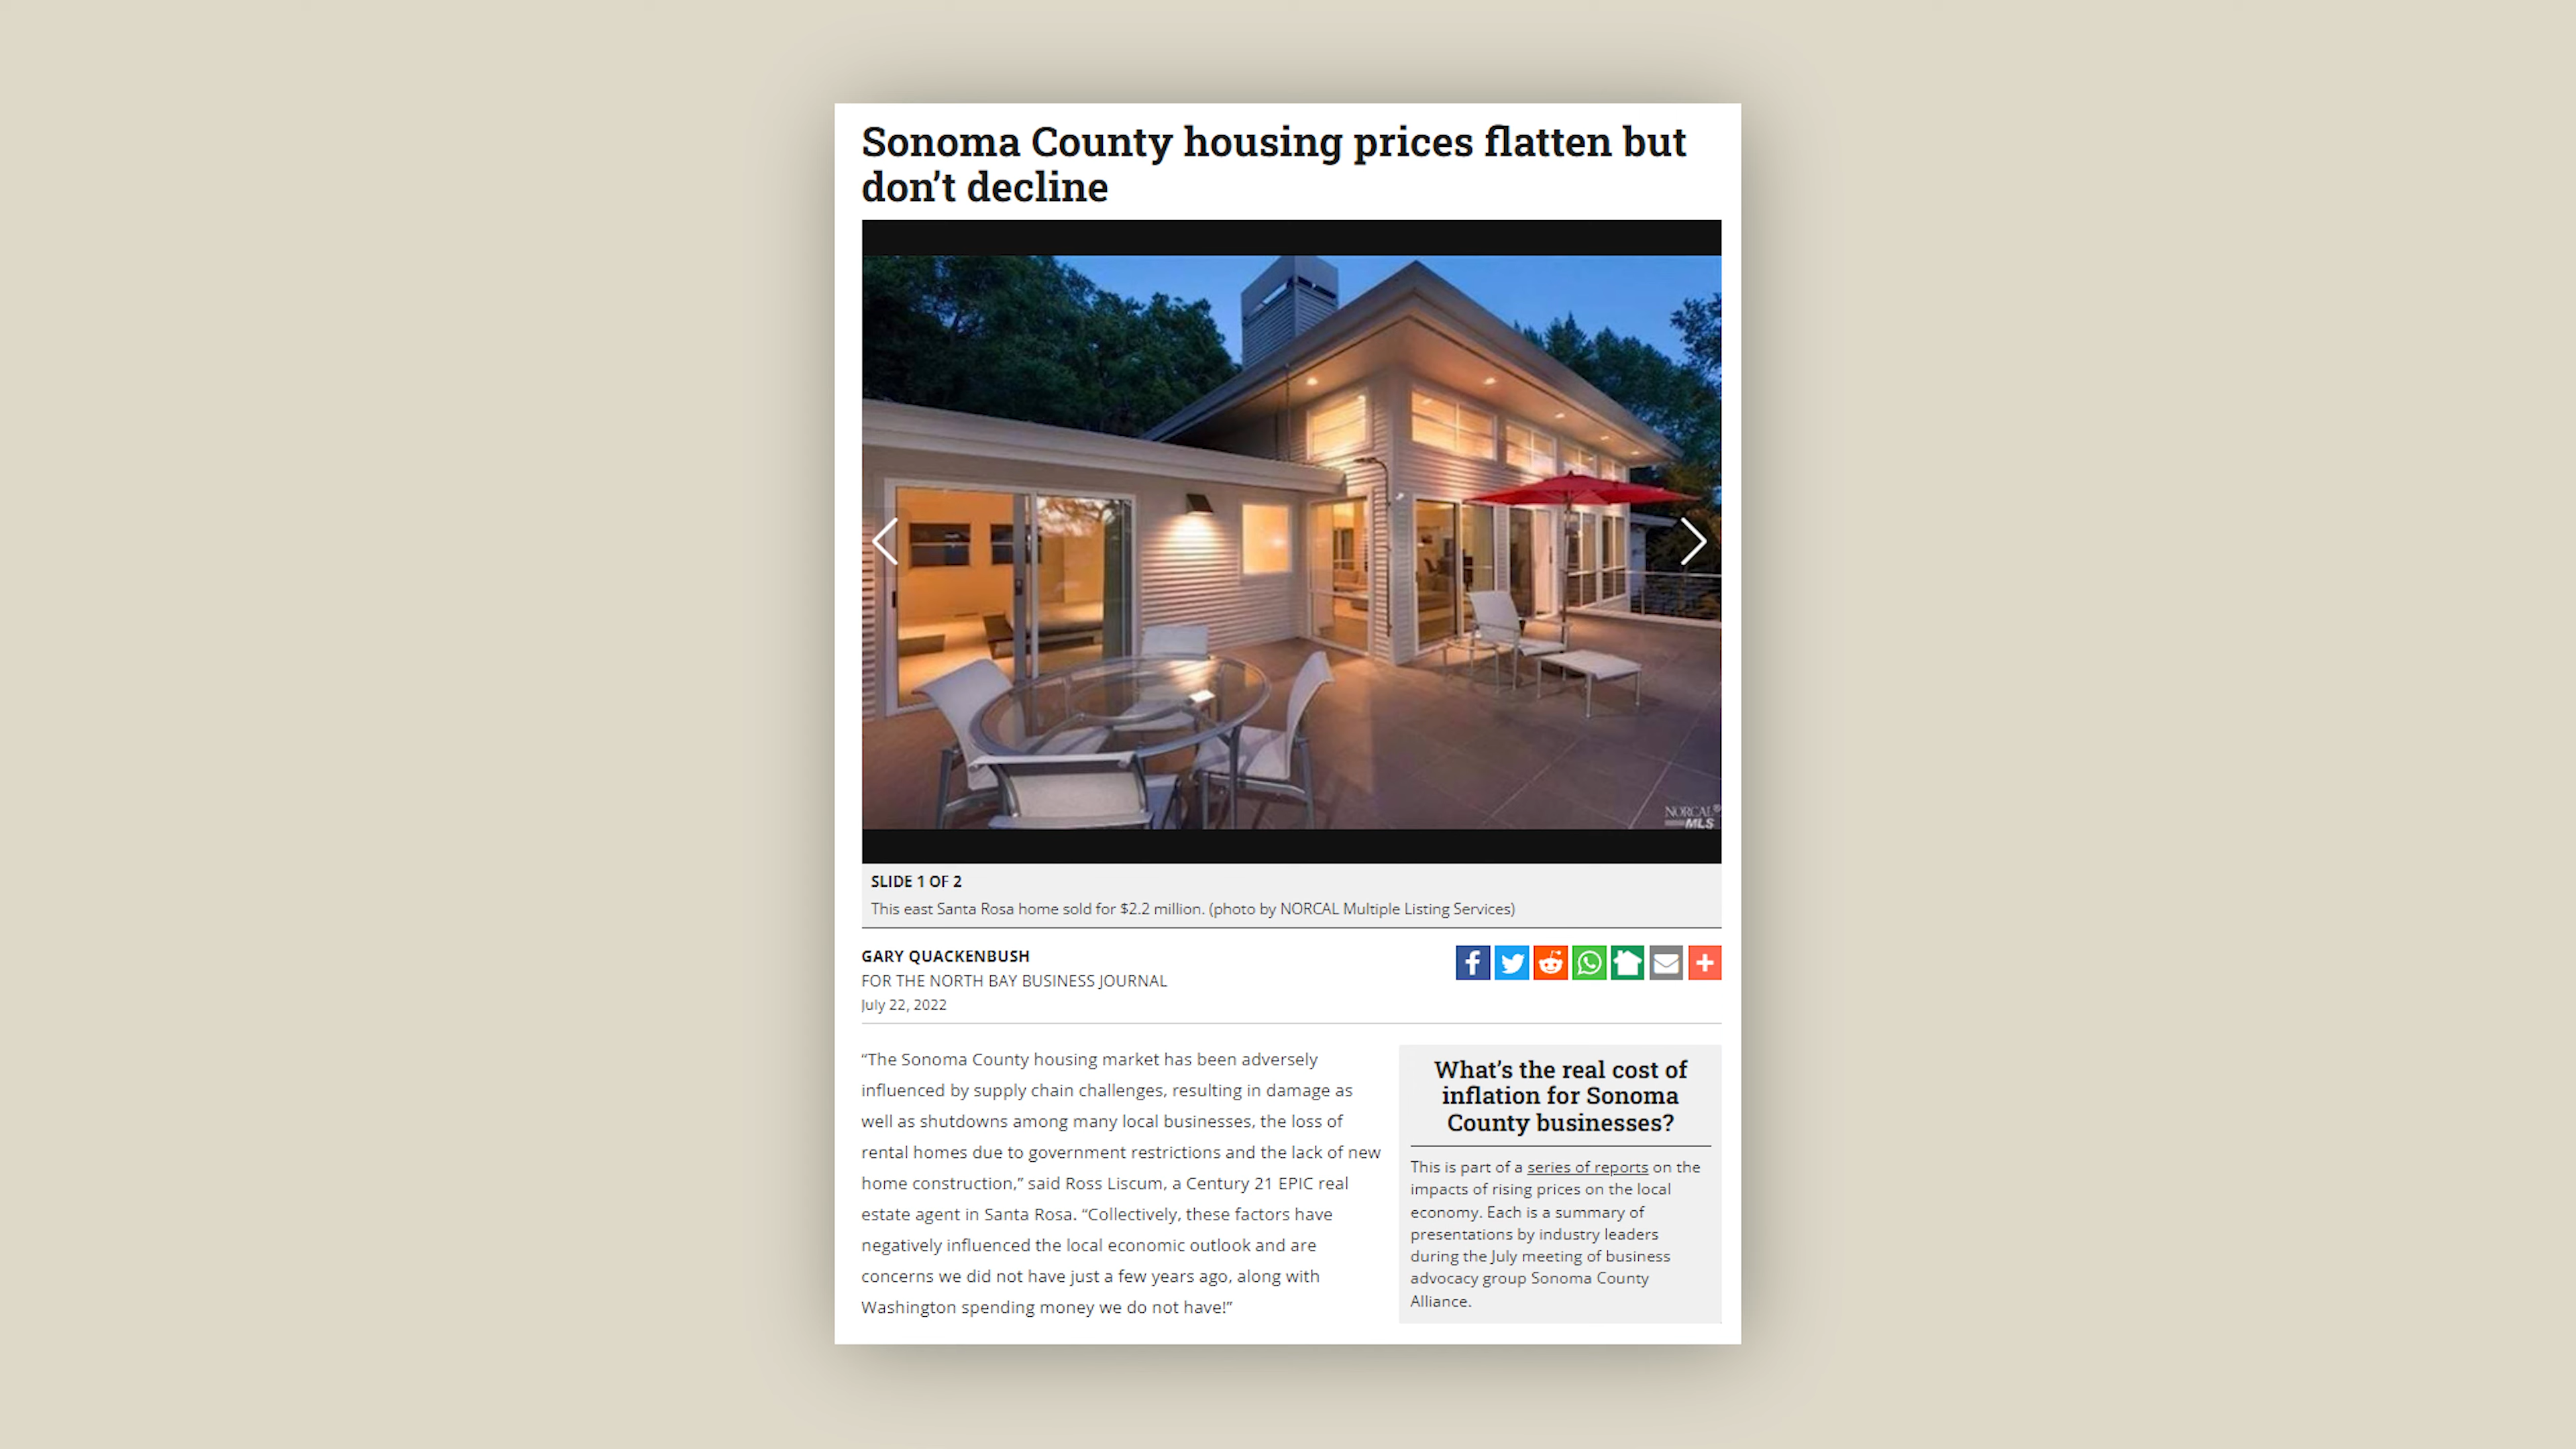 Sonoma County housing prices flatten but
don’t decline
NORCAL®
MLS
SLIDE 1 OF 2
This east Santa Rosa home sold for $2.2 million. (photo by NORCAL Multiple Listing Services)
GARY QUACKENBUSH
FOR THE NORTH BAY BUSINESS JOURNAL
July 22, 2022
“The Sonoma County housing market has been adversely
influenced by supply chain challenges, resulting in damage as
well as shutdowns among many local businesses, the loss of
rental homes due to government restrictions and the lack of new
home construction,” said Ross Liscum, a Century 21 EPIC real
estate agent in Santa Rosa. “Collectively, these factors have
negatively influenced the local economic outlook and are
concerns we did not have just a few years ago, along with
Washington spending money we do not have!”
What’s the real cost of
inflation for Sonoma
County businesses?
This is part of a series of reports on the
impacts of rising prices on the local
economy. Each is a summary of
presentations by industry leaders
during the July meeting of business
advocacy group Sonoma County
Alliance.